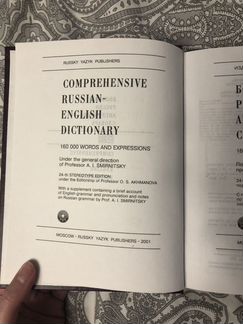 RUSSKY YAZYK PUBLISHERS
COMPREHENSIVE
RUSSIAN-
ENGLISH
DICTIONARY
160 000 WORDS AND EXPRESSIONS
Under the general direction
of Professor A. I. SMIRNITSKY
24-th STEREOTYPE EDITION
under the Editorship of Professor O. S. AKHMANOVA
With a supplement containing a brief account
of English grammar and pronunciation and notes
on Russian grammar by Prof. A. I. SMIRNITSKY
MOSCOW · RUSSKY YAZYK PUBLISHERS · 2001